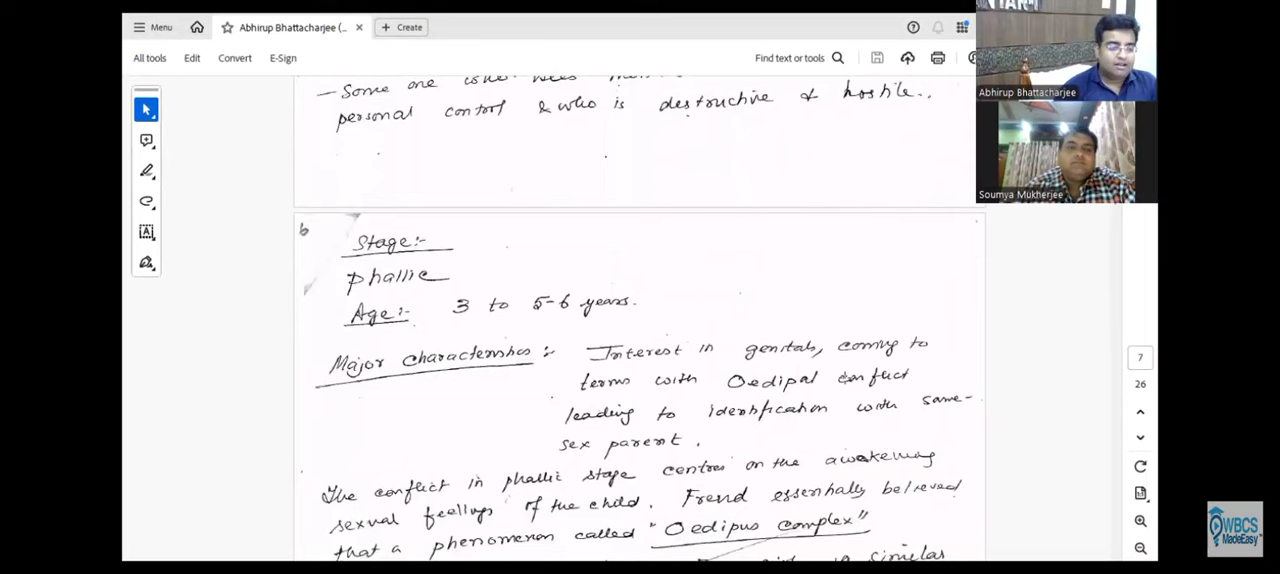 Menu
Abhirup Bhattacharjee (...
Create
All tools
Edit
Convert
E-Sign
Find text or tools
Abhirup Bhattacharjee
Soumya Mukherjee
- Some one who
personal control & who is destructive & hostile..
6
Stage:-
Phallic
Age:- 3 to 5-6 years.
Major characteristics :- Interest in genitals, coming to
terms with Oedipal conflict
leading to identification with same-
sex parent.
The conflict in phallic stage centres on the awakening
sexual feelings of the child. Freud essentially believed
that a phenomenon called "Oedipus complex"
similar
7
26
WBCS
MadeEasy